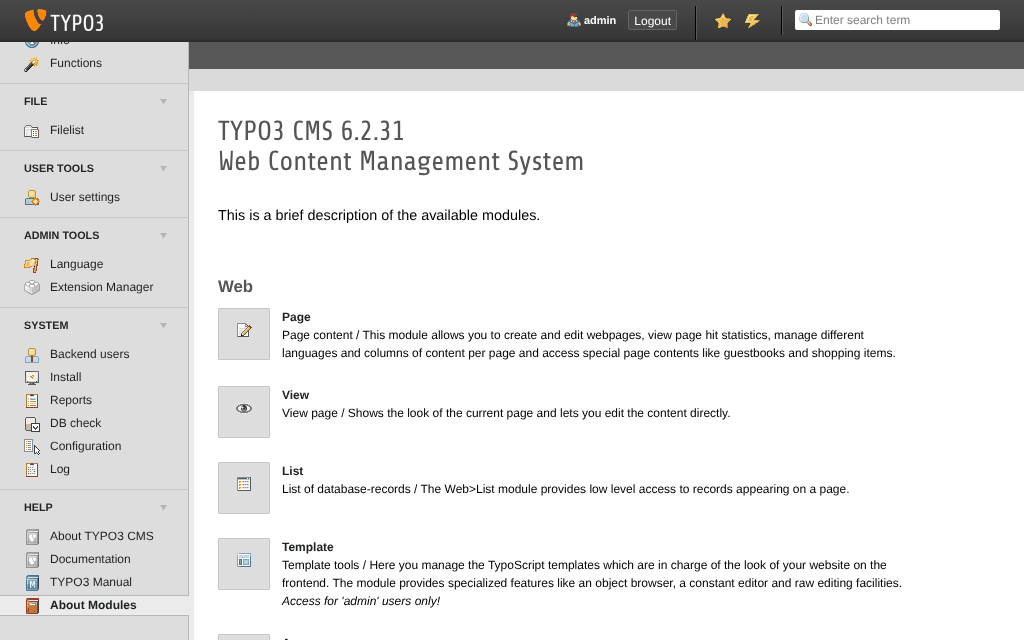 TYPO3
admin
Logout
Enter search term
Info
Functions
FILE
Filelist
USER TOOLS
User settings
ADMIN TOOLS
Language
Extension Manager
SYSTEM
Backend users
Install
Reports
DB check
Configuration
Log
HELP
About TYPO3 CMS
Documentation
TYPO3 Manual
About Modules
TYPO3 CMS 6.2.31
Web Content Management System
This is a brief description of the available modules.
Web
Page
Page content / This module allows you to create and edit webpages, view page hit statistics, manage different
languages and columns of content per page and access special page contents like guestbooks and shopping items.
View
View page / Shows the look of the current page and lets you edit the content directly.
List
List of database-records / The Web>List module provides low level access to records appearing on a page.
Template
Template tools / Here you manage the TypoScript templates which are in charge of the look of your website on the
frontend. The module provides specialized features like an object browser, a constant editor and raw editing facilities.
Access for 'admin' users only!